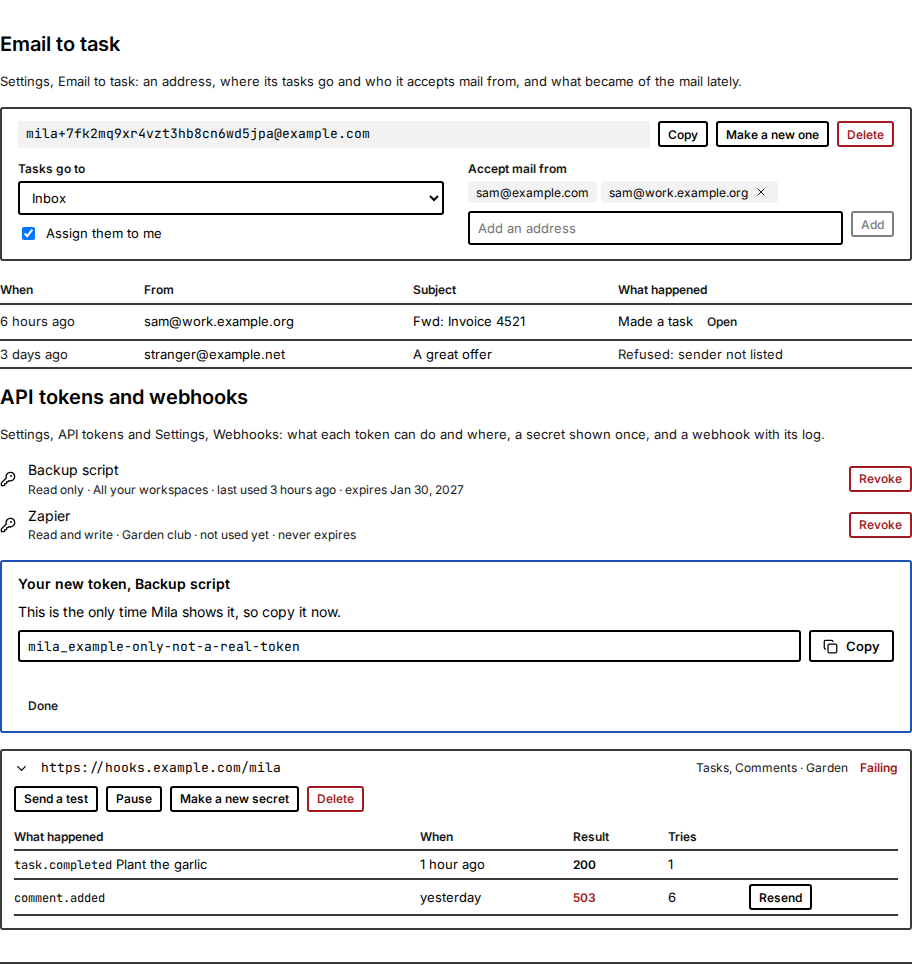 Email to task
Settings, Email to task: an address, where its tasks go and who it accepts mail from, and what became of the mail lately.
mila+7fk2mq9xr4vzt3hb8cn6wd5jpa@example.com Copy Make a new one Delete
Tasks go to Accept mail from
sam@example.com sam@work.example.org ×
Inbox
Add an address Add
Assign them to me
When From Subject What happened
6 hours ago sam@work.example.org Fwd: Invoice 4521 Made a task Open
3 days ago stranger@example.net A great offer Refused: sender not listed
API tokens and webhooks
Settings, API tokens and Settings, Webhooks: what each token can do and where, a secret shown once, and a webhook with its log.
Backup script
Read only · All your workspaces · last used 3 hours ago · expires Jan 30, 2027 Revoke
Zapier
Read and write · Garden club · not used yet · never expires Revoke
Your new token, Backup script
This is the only time Mila shows it, so copy it now.
mila_example-only-not-a-real-token Copy
Done
https://hooks.example.com/mila Tasks, Comments · Garden Failing
Send a test Pause Make a new secret Delete
What happened When Result Tries
task.completed Plant the garlic 1 hour ago 200 1
comment.added yesterday 503 6 Resend